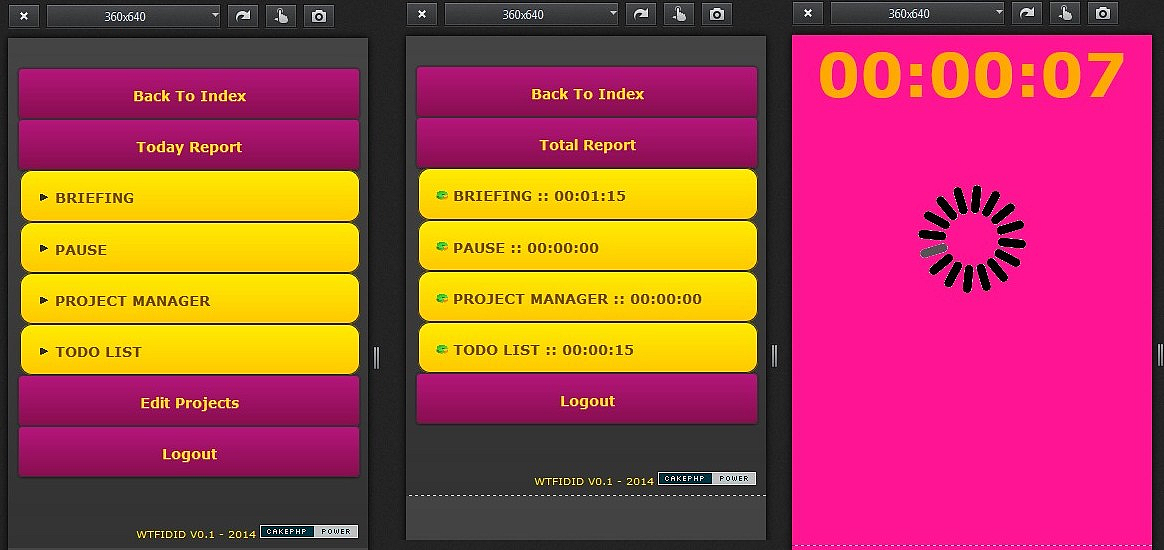 360x640
Back To Index
Today Report
BRIEFING
PAUSE
PROJECT MANAGER
TODO LIST
Edit Projects
Logout
WTFIDID V0.1 - 2014 CAKEPHP POWER
360x640
Back To Index
Total Report
BRIEFING :: 00:01:15
PAUSE :: 00:00:00
PROJECT MANAGER :: 00:00:00
TODO LIST :: 00:00:15
Logout
WTFIDID V0.1 - 2014 CAKEPHP POWER
360x640
00:00:07